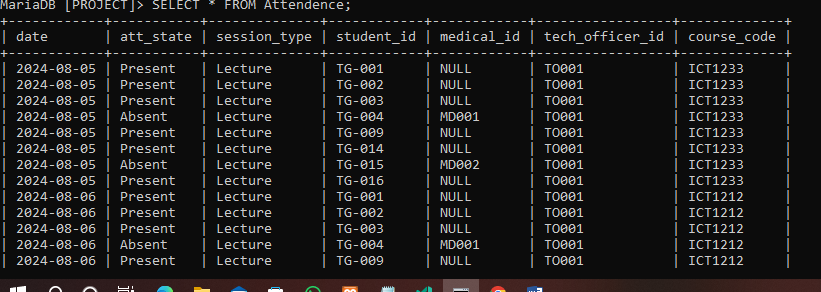 MariaDB [PROJECT]> SELECT * FROM Attendence;
+------------+-----------+--------------+------------+------------+-----------------+-------------+
| date | att_state | session_type | student_id | medical_id | tech_officer_id | course_code |
+------------+-----------+--------------+------------+------------+-----------------+-------------+
| 2024-08-05 | Present | Lecture | TG-001 | NULL | TO001 | ICT1233 |
| 2024-08-05 | Present | Lecture | TG-002 | NULL | TO001 | ICT1233 |
| 2024-08-05 | Present | Lecture | TG-003 | NULL | TO001 | ICT1233 |
| 2024-08-05 | Absent | Lecture | TG-004 | MD001 | TO001 | ICT1233 |
| 2024-08-05 | Present | Lecture | TG-009 | NULL | TO001 | ICT1233 |
| 2024-08-05 | Present | Lecture | TG-014 | NULL | TO001 | ICT1233 |
| 2024-08-05 | Absent | Lecture | TG-015 | MD002 | TO001 | ICT1233 |
| 2024-08-05 | Present | Lecture | TG-016 | NULL | TO001 | ICT1233 |
| 2024-08-06 | Present | Lecture | TG-001 | NULL | TO001 | ICT1212 |
| 2024-08-06 | Present | Lecture | TG-002 | NULL | TO001 | ICT1212 |
| 2024-08-06 | Present | Lecture | TG-003 | NULL | TO001 | ICT1212 |
| 2024-08-06 | Absent | Lecture | TG-004 | MD001 | TO001 | ICT1212 |
| 2024-08-06 | Present | Lecture | TG-009 | NULL | TO001 | ICT1212 |